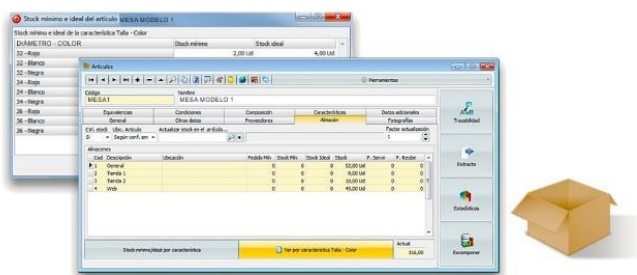 Stock mínimo e ideal del artículo MESA MODELO 1
Stock mínimo e ideal de la característica Talla - Color
DIÁMETRO - COLOR Stock mínimo Stock ideal
32 - Rojo 2,00 Ud 4,00 Ud
32 - Blanco
32 - Negro
34 - Rojo
34 - Blanco
34 - Negro
36 - Rojo
36 - Blanco
36 - Negro
Artículos
Herramientas
Código Nombre
MESA1 MESA MODELO 1
Equivalencias Condiciones Composición Características Datos adicionales
General Otros datos Proveedores Almacén Fotografías
Ctrl. stock Ubic. Artículo Actualizar stock en el artículo... Factor actualización
Sí Según conf. em 1
Almacenes
Cod Descripción Ubicación Pedido Mín Stock Mín Stock Ideal Stock P. Servir P. Recibir
1 General 0 0 0 52,00 Ud 0 0
2 Tienda 1 0 0 0 9,00 Ud 0 0
3 Tienda 2 0 0 0 10,00 Ud 0 0
4 Web 0 0 0 45,00 Ud 0 0
Stock mínimo/ideal por característica Ver por característica Talla - Color
Actual
116,00
Trazabilidad
Extracto
Estadísticas
Recomponer